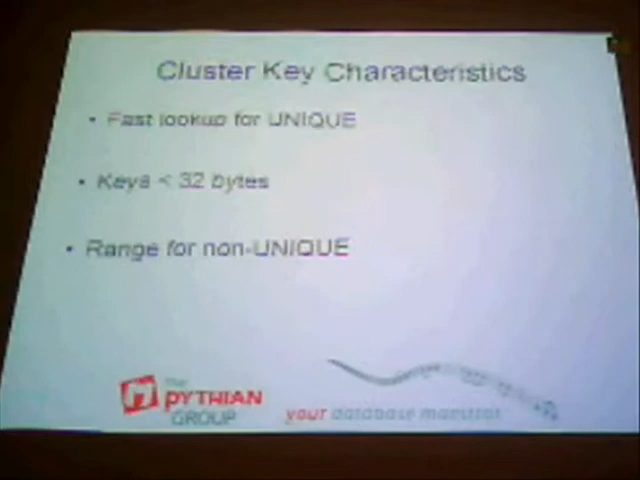 Cluster Key Characteristics
• Fast lookup for UNIQUE
• Keys < 32 bytes
• Range for non-UNIQUE
The
PYTHIAN
GROUP
your database maestros